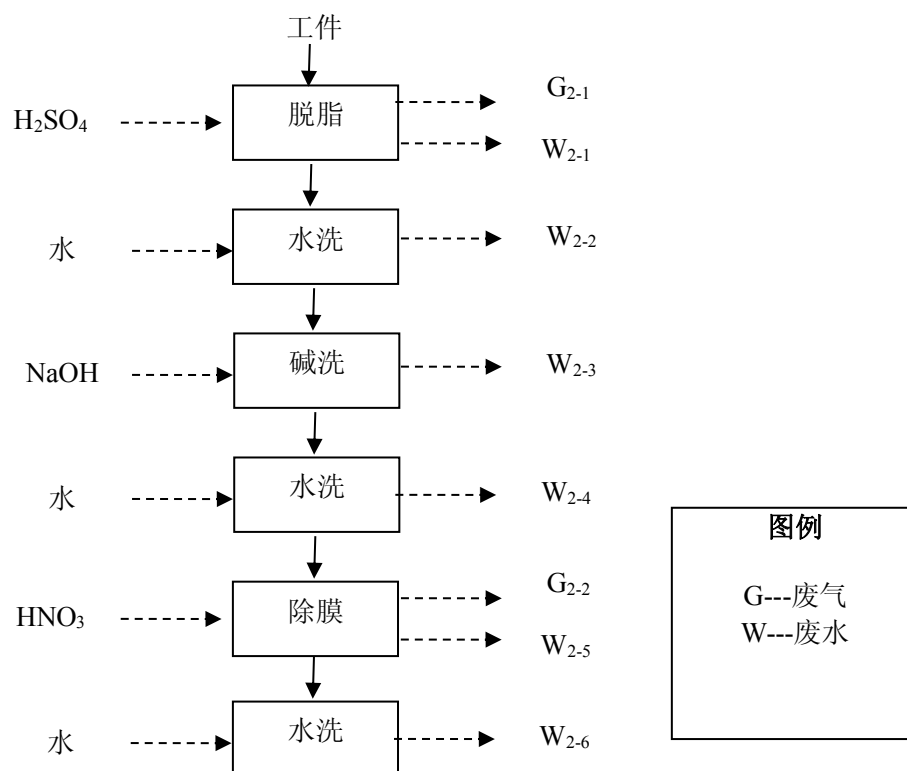 工件
H₂SO₄
脱脂
G₂₋₁
W₂₋₁
水
水洗
W₂₋₂
NaOH
碱洗
W₂₋₃
水
水洗
W₂₋₄
HNO₃
除膜
G₂₋₂
W₂₋₅
水
水洗
W₂₋₆
图例
G---废气
W---废水